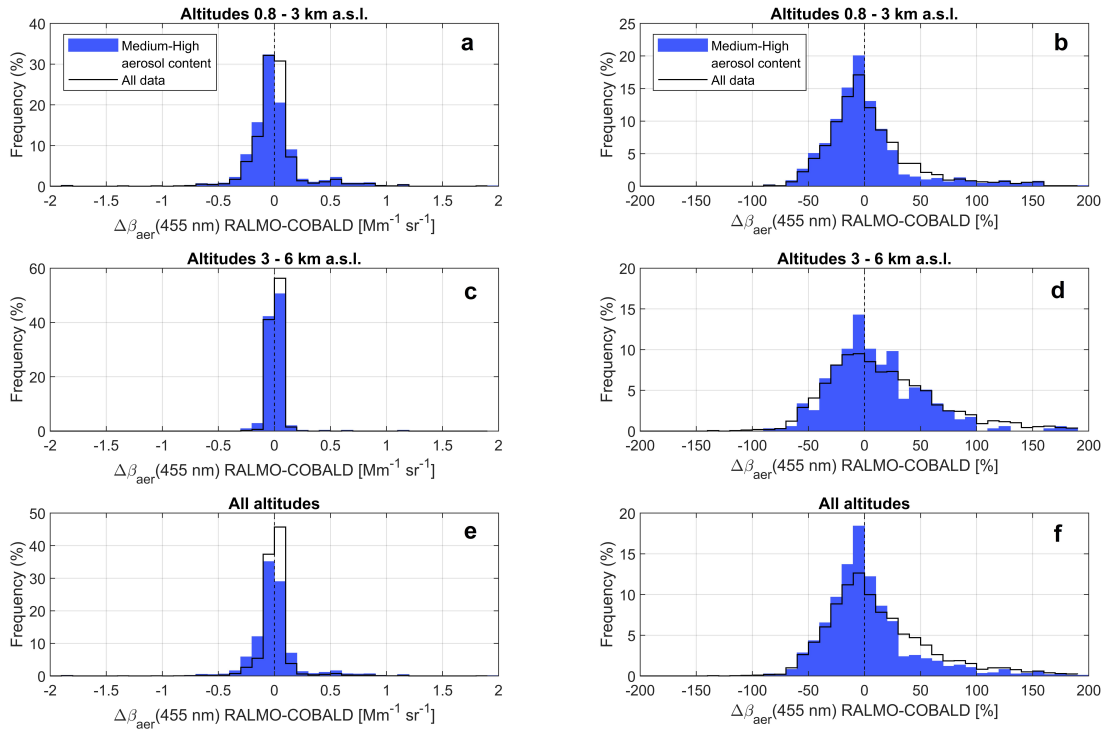 Altitudes 0.8 - 3 km a.s.l.
40
30
20
10
0
Frequency (%)
Medium-High
aerosol content
All data
a
-2 -1.5 -1 -0.5 0 0.5 1 1.5 2
Δβaer(455 nm) RALMO-COBALD [Mm-1 sr-1]
Altitudes 0.8 - 3 km a.s.l.
25
20
15
10
5
0
Frequency (%)
Medium-High
aerosol content
All data
b
-200 -150 -100 -50 0 50 100 150 200
Δβaer(455 nm) RALMO-COBALD [%]
Altitudes 3 - 6 km a.s.l.
60
40
20
0
Frequency (%)
c
-2 -1.5 -1 -0.5 0 0.5 1 1.5 2
Δβaer(455 nm) RALMO-COBALD [Mm-1 sr-1]
Altitudes 3 - 6 km a.s.l.
20
15
10
5
0
Frequency (%)
d
-200 -150 -100 -50 0 50 100 150 200
Δβaer(455 nm) RALMO-COBALD [%]
All altitudes
50
40
30
20
10
0
Frequency (%)
e
-2 -1.5 -1 -0.5 0 0.5 1 1.5 2
Δβaer(455 nm) RALMO-COBALD [Mm-1 sr-1]
All altitudes
20
15
10
5
0
Frequency (%)
f
-200 -150 -100 -50 0 50 100 150 200
Δβaer(455 nm) RALMO-COBALD [%]